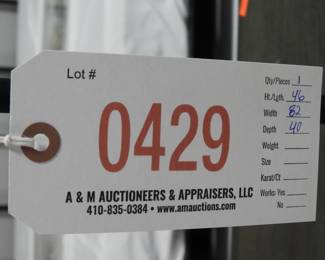 Lot #
0429
A & M AUCTIONEERS & APPRAISERS, LLC
410-835-0384 • www.amauctions.com
Qty/Pieces 1
Ht./Lgth 46
Width 82
Depth 40
Weight
Size
Karat/Ct
Works: Yes
No